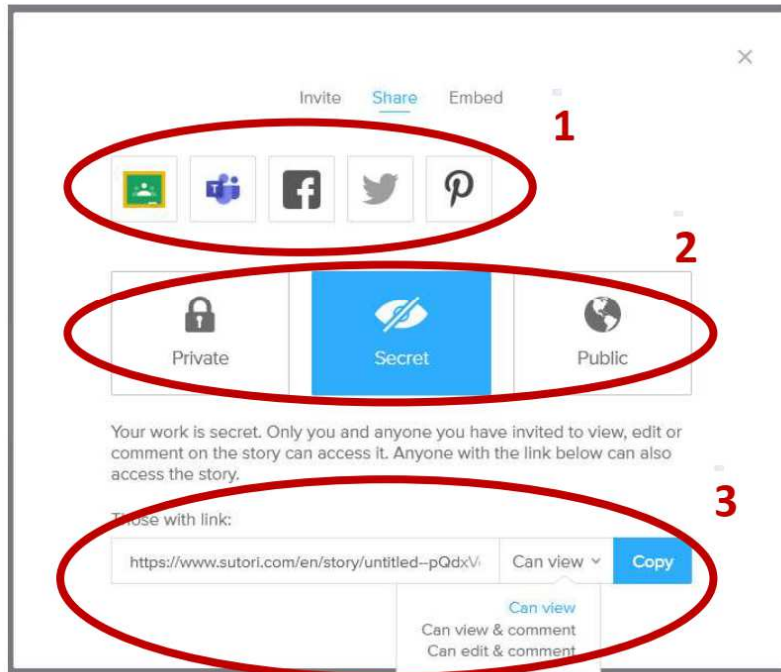 Invite Share Embed
1
2
Private Secret Public
Your work is secret. Only you and anyone you have invited to view, edit or
comment on the story can access it. Anyone with the link below can also
access the story.
3
Those with link:
https://www.sutori.com/en/story/untitled--pQdxV Can view Copy
Can view
Can view & comment
Can edit & comment